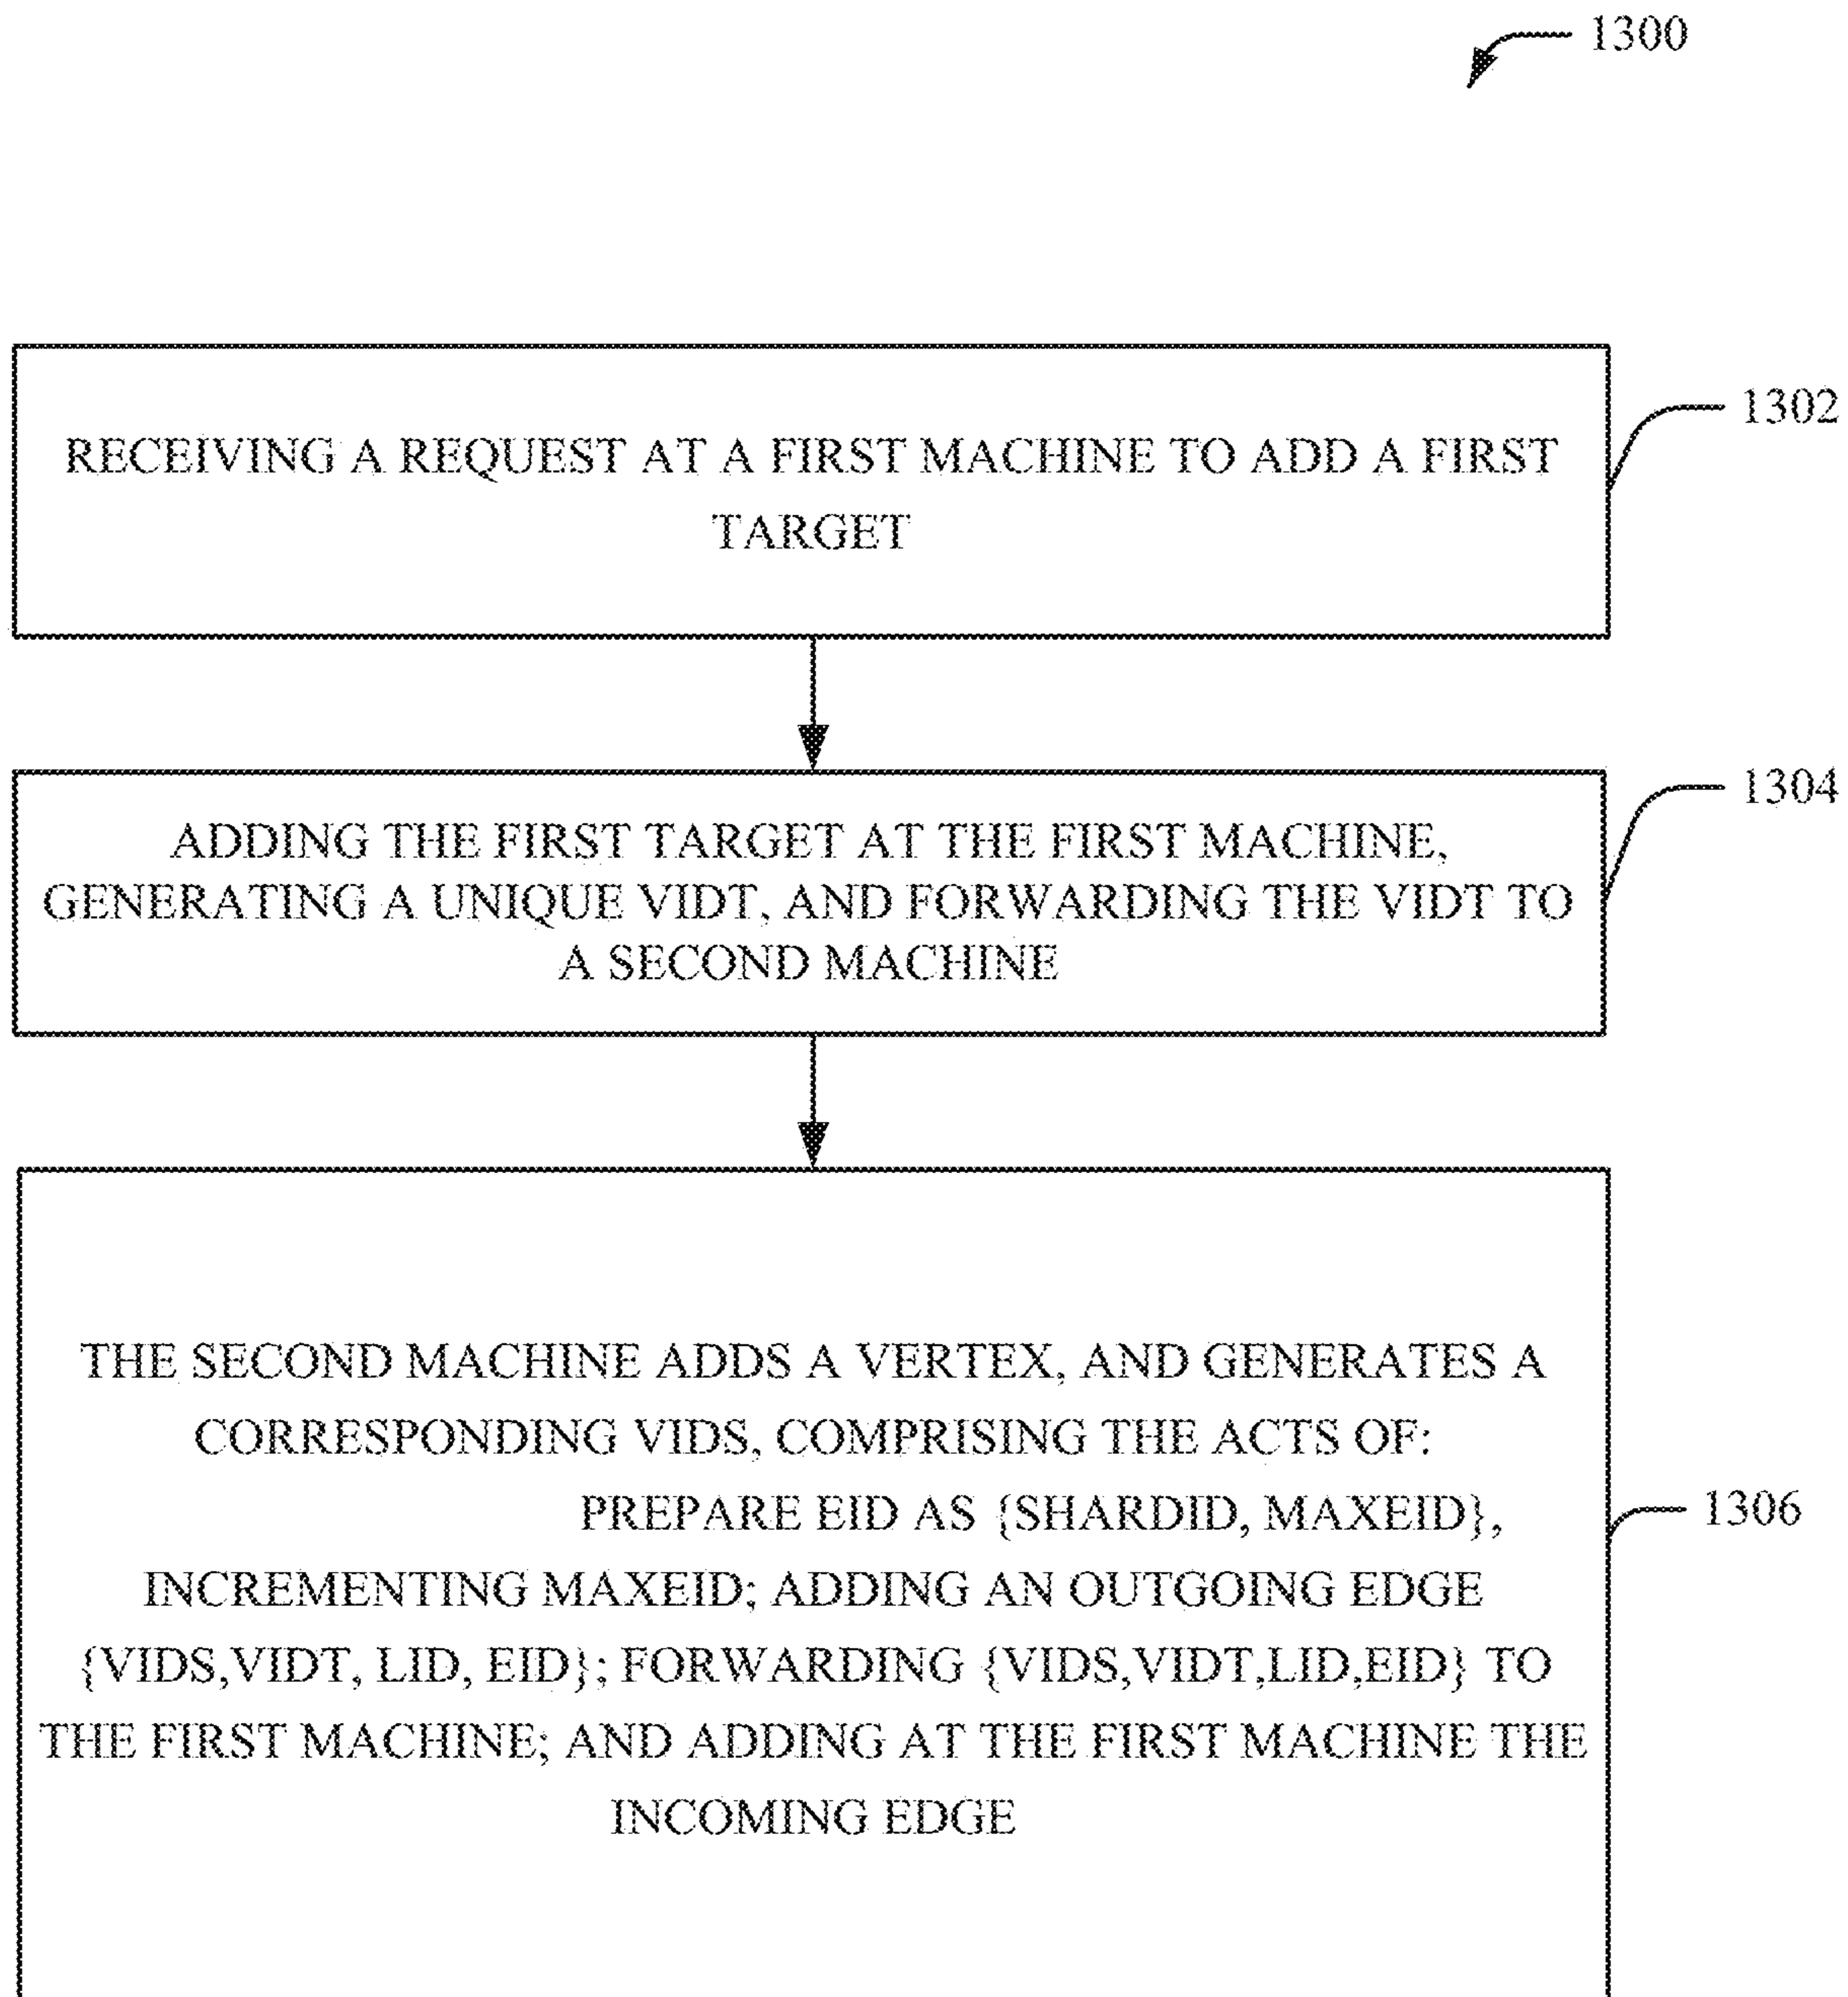 1300
RECEIVING A REQUEST AT A FIRST MACHINE TO ADD A FIRST
TARGET
1302
ADDING THE FIRST TARGET AT THE FIRST MACHINE,
GENERATING A UNIQUE VIDT, AND FORWARDING THE VIDT TO
A SECOND MACHINE
1304
THE SECOND MACHINE ADDS A VERTEX, AND GENERATES A
CORRESPONDING VIDS, COMPRISING THE ACTS OF:
PREPARE EID AS {SHARDID, MAXEID},
INCREMENTING MAXEID; ADDING AN OUTGOING EDGE
{VIDS,VIDT, LID, EID}; FORWARDING {VIDS,VIDT,LID,EID} TO
THE FIRST MACHINE; AND ADDING AT THE FIRST MACHINE THE
INCOMING EDGE
1306